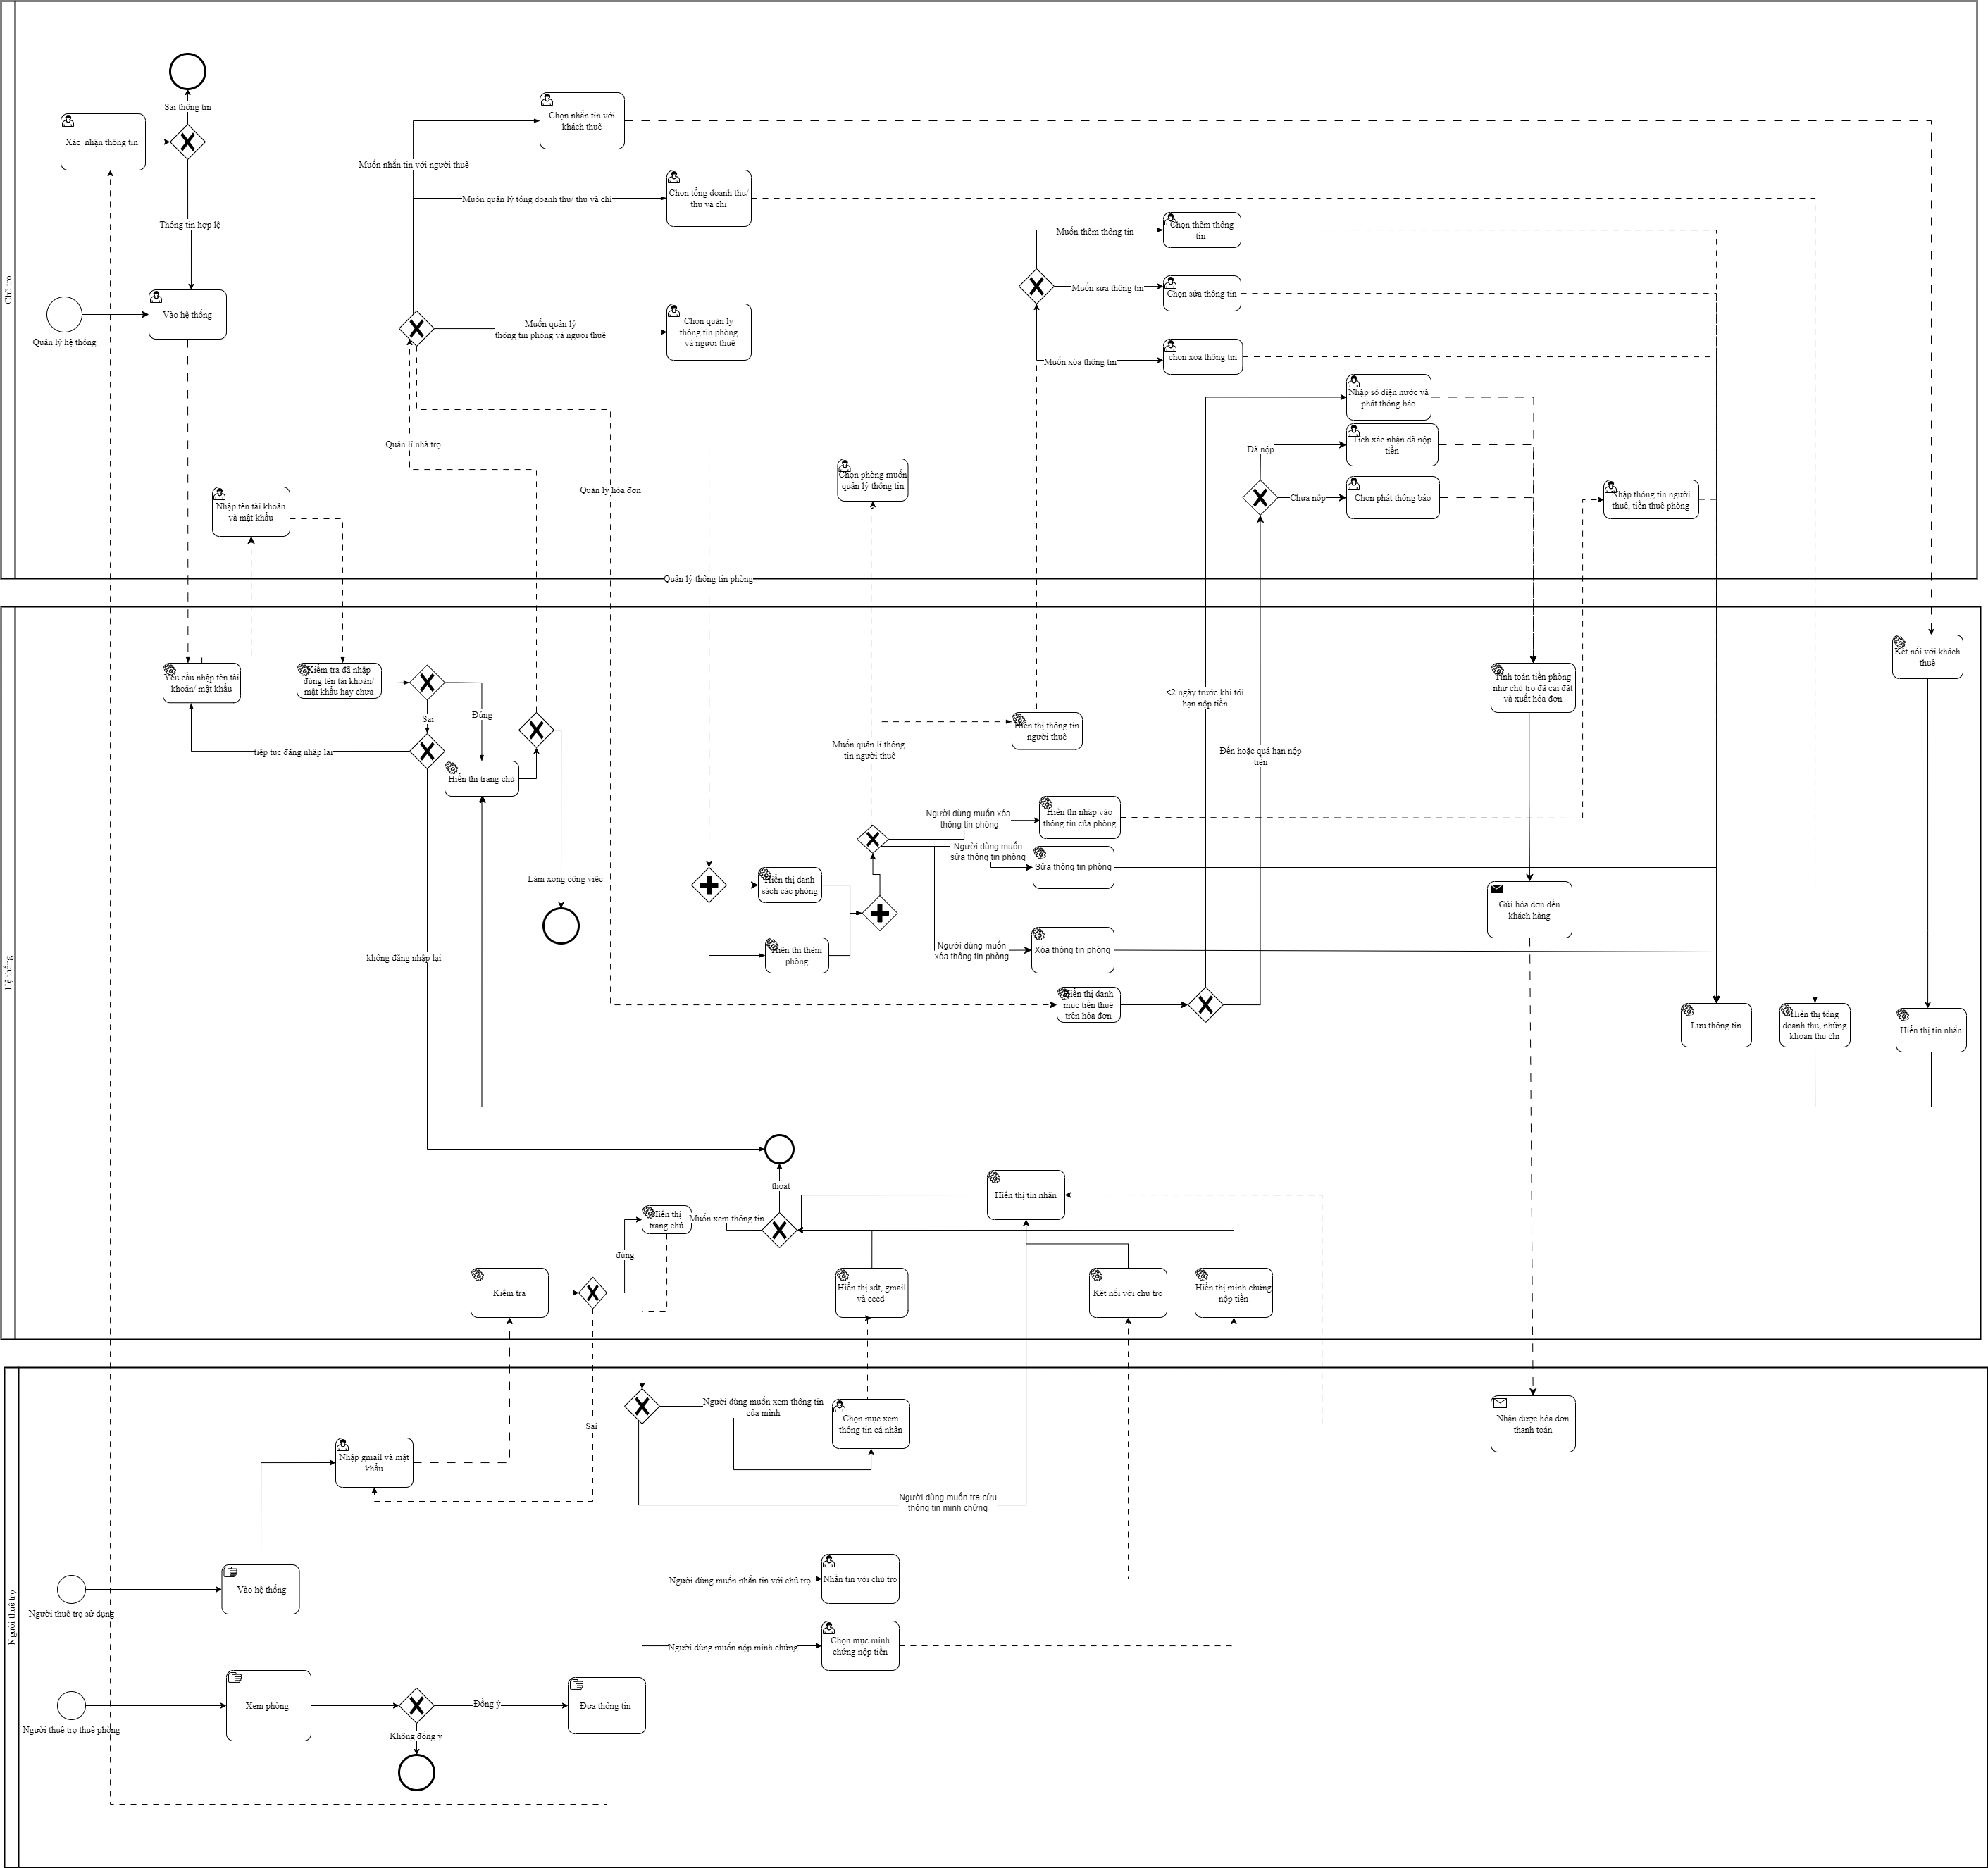 Chủ trọ
Sai thông tin
Xác nhận thông tin
Thông tin hợp lệ
Vào hệ thống
Quản lý hệ thống
Chọn nhắn tin với
khách thuê
Muốn nhắn tin với người thuê
Muốn quản lý tổng doanh thu/ thu và chi
Chọn tổng doanh thu/
thu và chi
Muốn quản lý
thông tin phòng và người thuê
Chọn quản lý
thông tin phòng
và người thuê
Muốn thêm thông tin
Chọn thêm thông
tin
Muốn sửa thông tin
Chọn sửa thông tin
Muốn xóa thông tin
chọn xóa thông tin
Nhập số điện nước và
phát thông báo
Đã nộp
Tích xác nhận đã nộp
tiền
Chưa nộp
Chọn phát thông báo
Quản lí nhà trọ
Quản lý hóa đơn
Chọn phòng muốn
quản lý thông tin
Nhập thông tin người
thuê, tiền thuê phòng
Nhập tên tài khoản
và mật khẩu
Quản lý thông tin phòng
Hệ thống
Yêu cầu nhập tên tài
khoản/ mật khẩu
Kiểm tra đã nhập
đúng tên tài khoản/
mật khẩu hay chưa
Sai
Đúng
tiếp tục đăng nhập lại
Hiển thị trang chủ
Làm xong công việc
không đăng nhập lại
Muốn quản lí thông
tin người thuê
Hiển thị thông tin
người thuê
<2 ngày trước khi tới
hạn nộp tiền
Đến hoặc quá hạn nộp
tiền
Tính toán tiền phòng
như chủ trọ đã cài đặt
và xuất hóa đơn
Kết nối với khách
thuê
Người dùng muốn xóa
thông tin phòng
Hiển thị nhập vào
thông tin của phòng
Người dùng muốn
sửa thông tin phòng
Sửa thông tin phòng
Hiển thị danh
sách các phòng
Hiển thị thêm
phòng
Người dùng muốn
xóa thông tin phòng
Xóa thông tin phòng
Gửi hóa đơn đến
khách hàng
Hiển thị danh
mục tiền thuê
trên hóa đơn
Lưu thông tin
Hiển thị tổng
doanh thu, những
khoản thu chi
Hiển thị tin nhắn
thoát
Hiển thị
trang chủ
Muốn xem thông tin
Hiển thị tin nhắn
đúng
Kiểm tra
Hiển thị sđt, gmail
và cccd
Kết nối với chủ trọ
Hiển thị minh chứng
nộp tiền
Người thuê trọ
Sai
Người dùng muốn xem thông tin
của mình
Chọn mục xem
thông tin cá nhân
Nhận được hóa đơn
thanh toán
Nhập gmail và mật
khẩu
Người dùng muốn tra cừu
thông tin minh chứng
Vào hệ thống
Người thuê trọ sử dụng
Người dùng muốn nhắn tin với chủ trọ
Nhắn tin với chủ trọ
Người dùng muốn nộp minh chứng
Chọn mục minh
chứng nộp tiền
Xem phòng
Người thuê trọ thuê phòng
Đồng ý
Đưa thông tin
Không đồng ý